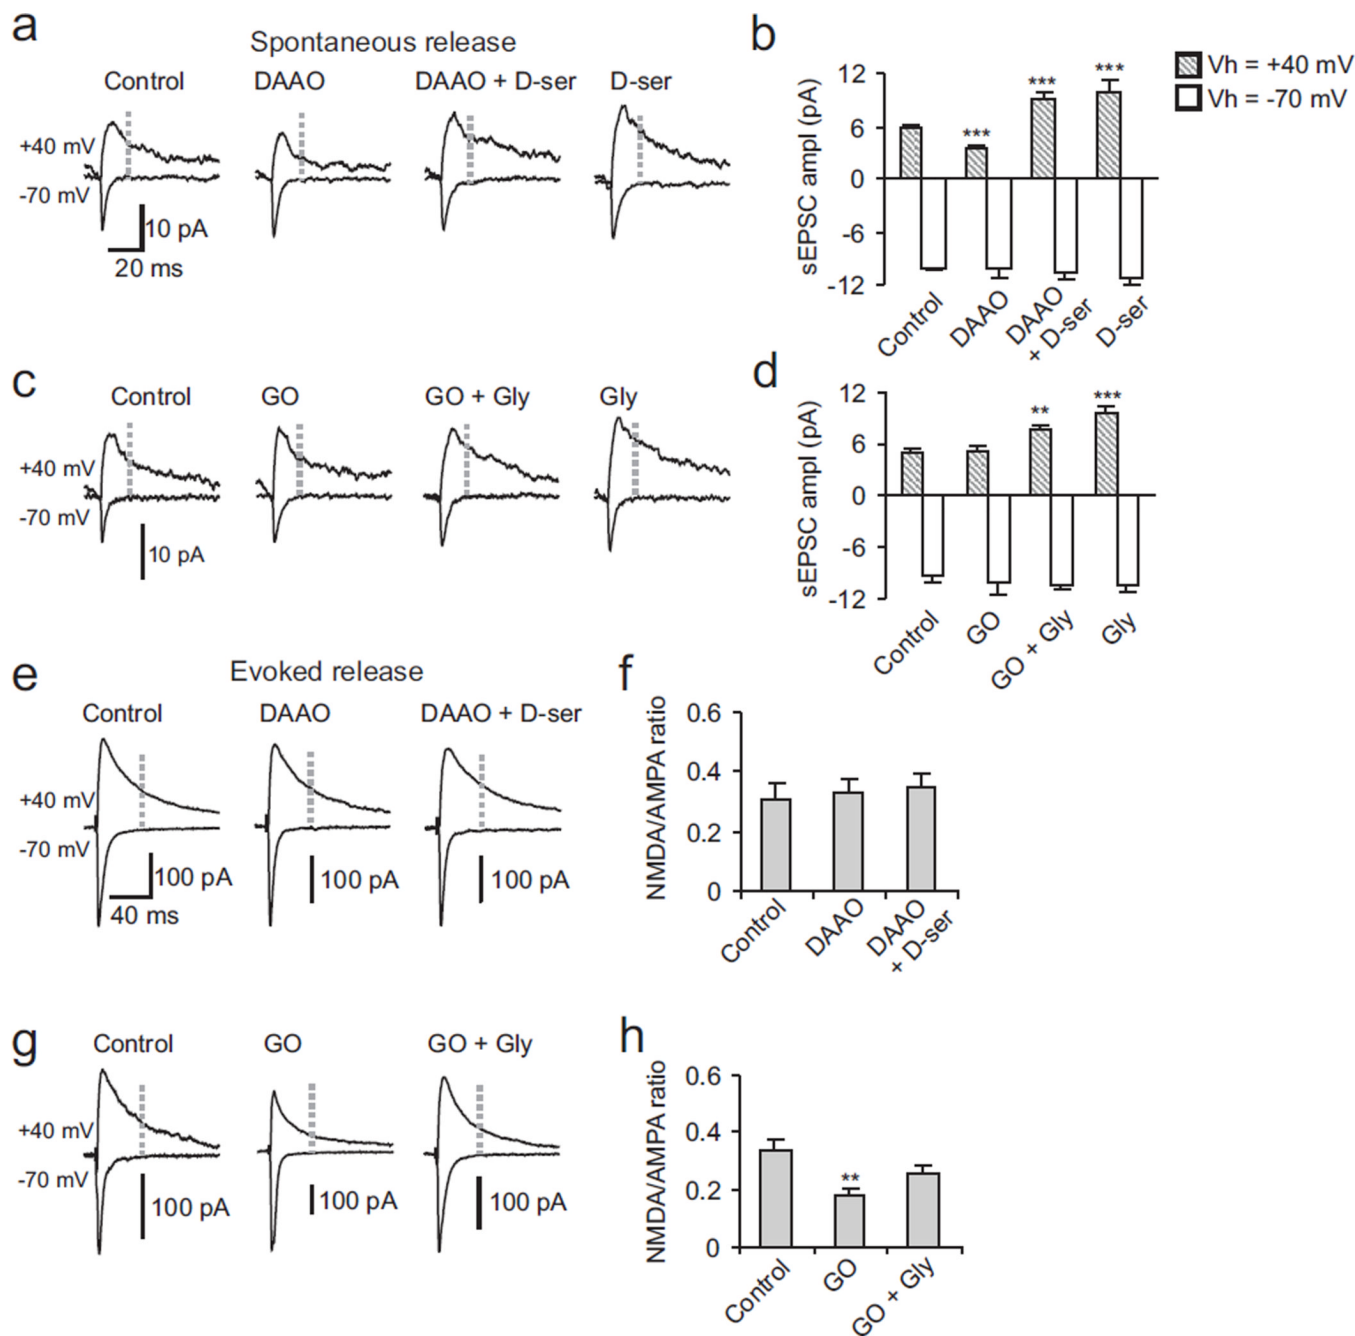 a
Spontaneous release
Control DAAO DAAO + D-ser D-ser
+40 mV
-70 mV
10 pA
20 ms
b
Vh = +40 mV
Vh = -70 mV
sEPSC ampl (pA)
12
6
0
-6
-12
*** *** ***
Control DAAO DAAO + D-ser D-ser
c
Control GO GO + Gly Gly
+40 mV
-70 mV
10 pA
d
sEPSC ampl (pA)
12
6
0
-6
-12
** ***
Control GO GO + Gly Gly
e
Evoked release
Control DAAO DAAO + D-ser
+40 mV
-70 mV
100 pA 100 pA 100 pA
40 ms
f
NMDA/AMPA ratio
0.6
0.4
0.2
0
Control DAAO DAAO + D-ser
g
Control GO GO + Gly
+40 mV
-70 mV
100 pA 100 pA 100 pA
h
NMDA/AMPA ratio
0.6
0.4
0.2
0
**
Control GO GO + Gly